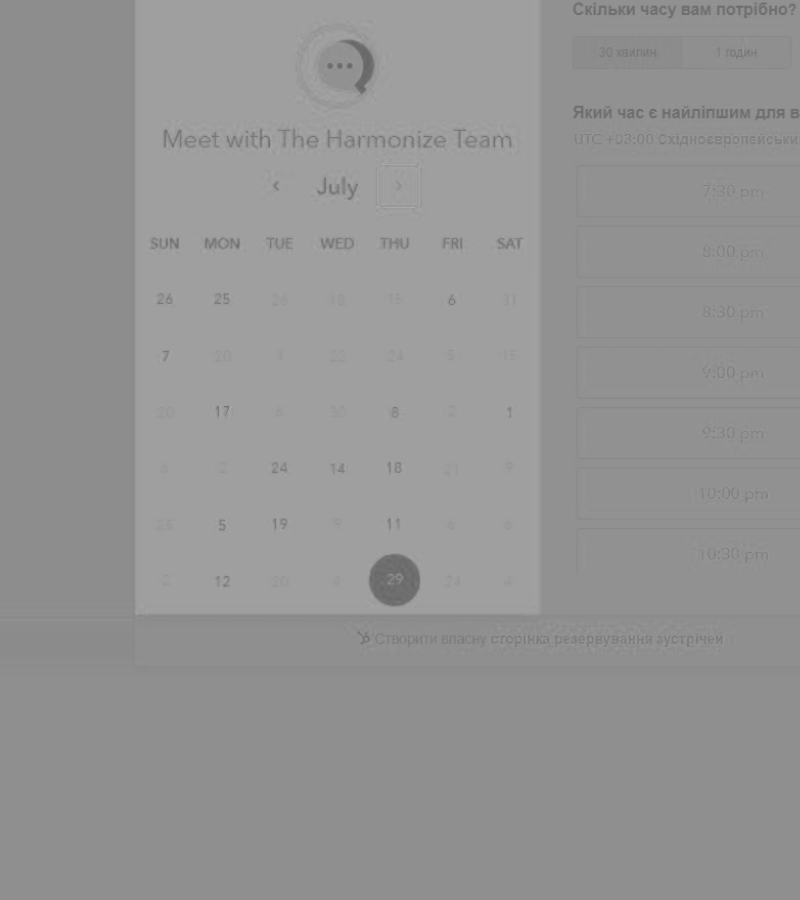 Meet with The Harmonize Team
July
SUN MON TUE WED THU FRI SAT
26 25 26 18 15 6 31
7 20 1 22 24 5 15
20 17 6 30 8 2 1
6 2 24 14 18 21 9
25 5 19 9 11 6 6
2 12 20 4 29 24 4
Скільки часу вам потрібно?
30 хвилин 1 годин
Який час є найліпшим для в
UTC +03:00 Східноєвропейськи
7:30 pm
8:00 pm
8:30 pm
9:00 pm
9:30 pm
10:00 pm
10:30 pm
Створити власну сторінка резервування зустрічей